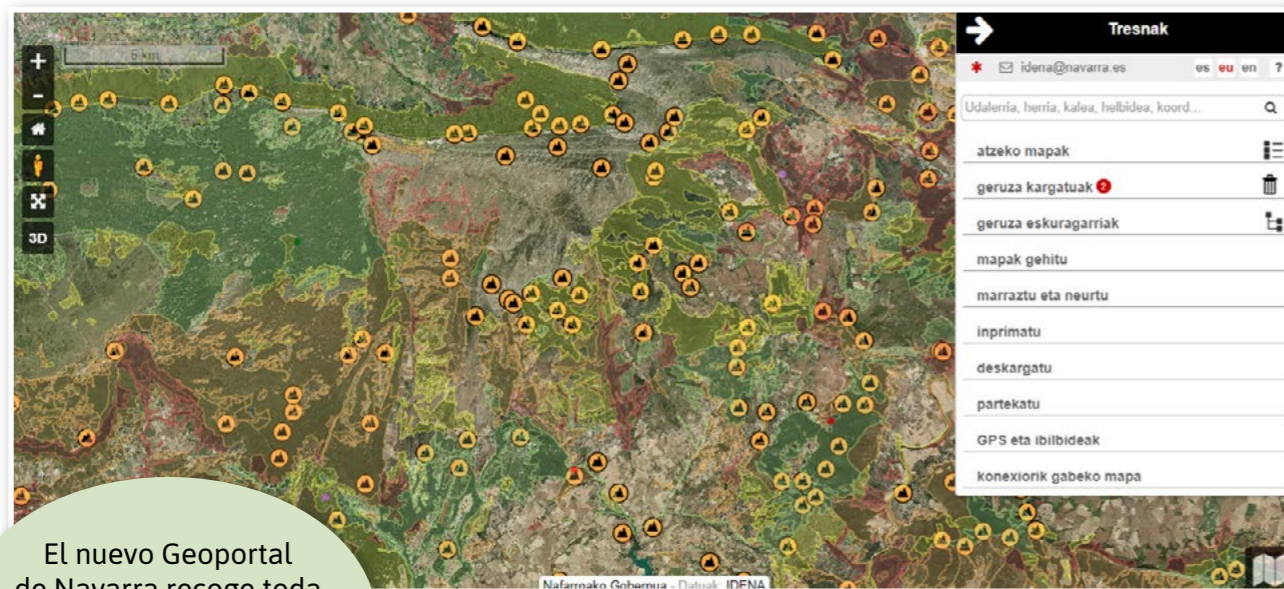 5 km
+
-
3D
Tresnak
idena@navarra.es es eu en ?
Udalerria, herria, kalea, helbidea, koord...
atzeko mapak
geruza kargatuak 2
geruza eskuragarriak
mapak gehitu
marraztu eta neurtu
inprimatu
deskargatu
partekatu
GPS eta ibilbideak
konexiorik gabeko mapa
Nafarroako Gobernua - Datuak: IDENA
El nuevo Geoportal
de Navarra recoge toda